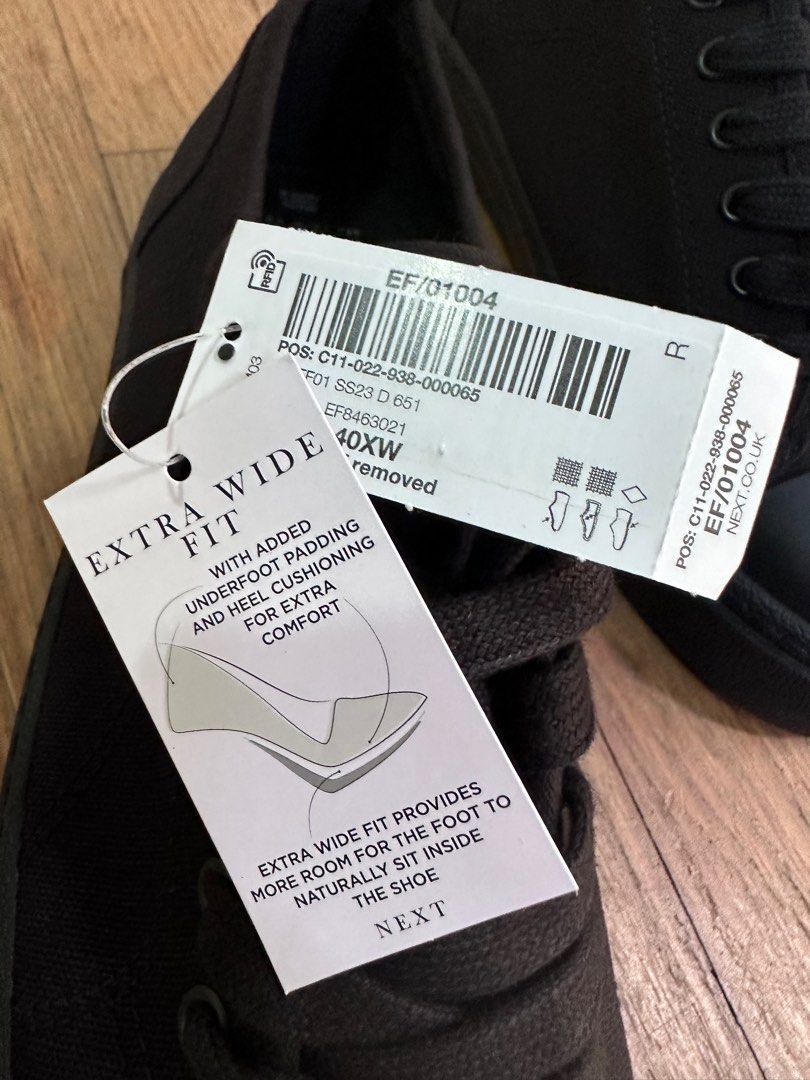 RFID
EF/01004
R
POS: C11-022-938-000065
SS23 D 651
EF8463021
40XW
removed
POS: C11-022-938-000065
EF/01004
NEXT.CO.UK
EXTRA WIDE
FIT
WITH ADDED
UNDERFOOT PADDING
AND HEEL CUSHIONING
FOR EXTRA
COMFORT
EXTRA WIDE FIT PROVIDES
MORE ROOM FOR THE FOOT TO
NATURALLY SIT INSIDE
THE SHOE
NEXT